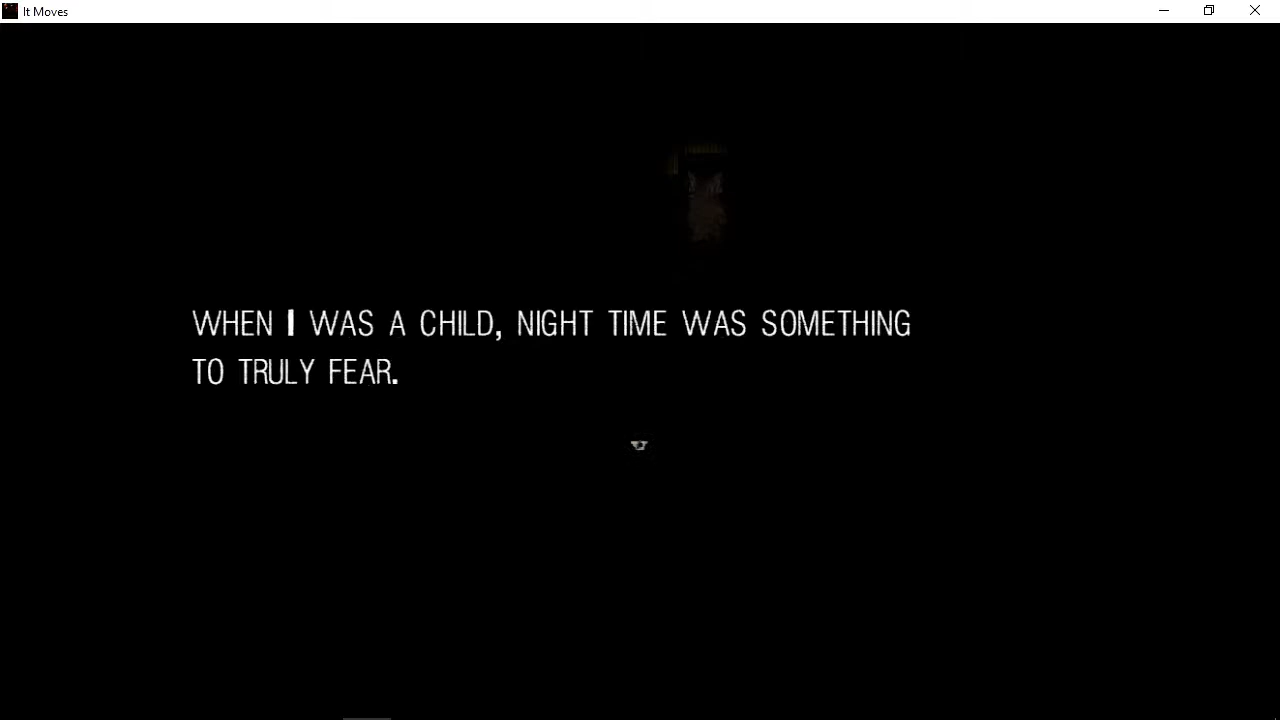 It Moves
WHEN I WAS A CHILD, NIGHT TIME WAS SOMETHING
TO TRULY FEAR.